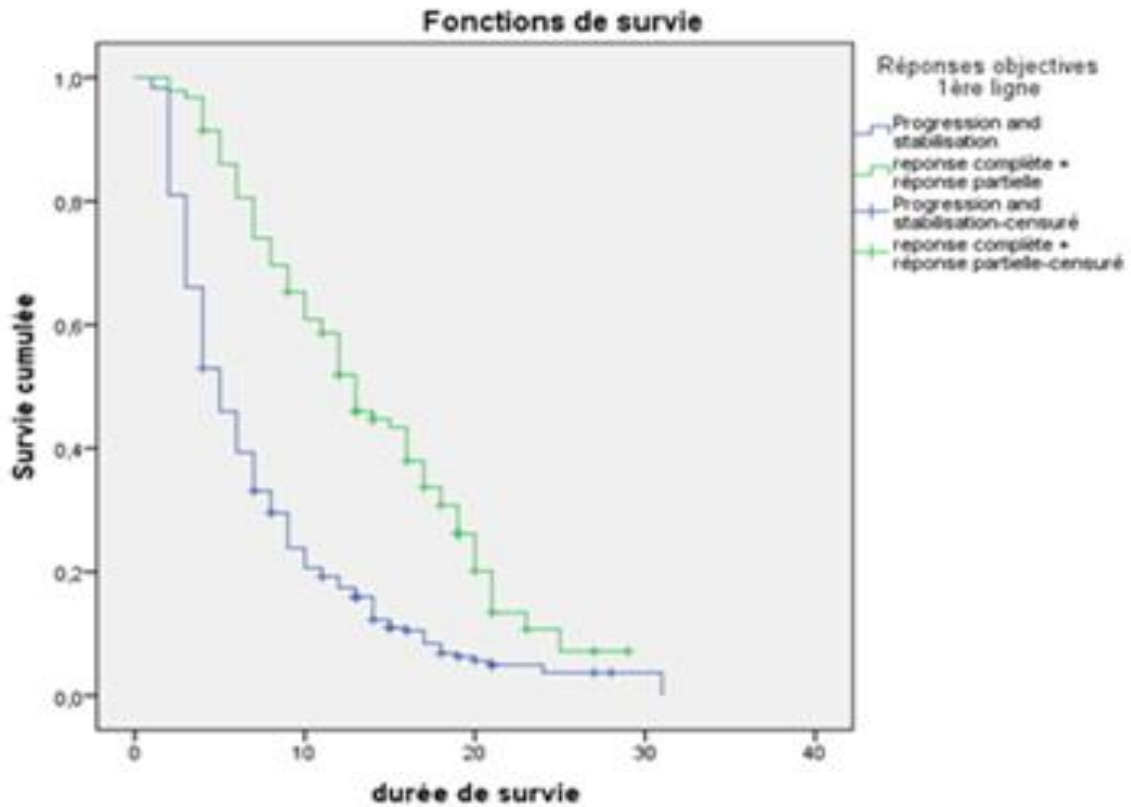 Fonctions de survie
Réponses objectives
1ère ligne
Progression and
stabilisation
reponse complète +
réponse partielle
Progression and
stabilisation-censuré
reponse complète +
réponse partielle-censuré
Survie cumulée
1,0
0,8
0,6
0,4
0,2
0,0
0
10
20
30
40
durée de survie